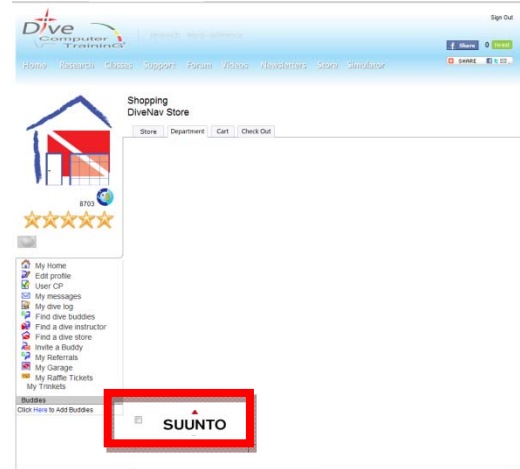 Sign Out
Dive
Computer
Training
Share 0 tweet
SHARE
Home Research Classes Support Forum Videos Newsletters Store Simulator
Shopping
DiveNav Store
Store Department Cart Check Out
8703
My Home
Edit profile
User CP
My messages
My dive log
Find dive buddies
Find a dive instructor
Find a dive store
Invite a Buddy
My Referrals
My Garage
My Raffle Tickets
My Trinkets
Buddies
Click Here to Add Buddies
SUUNTO